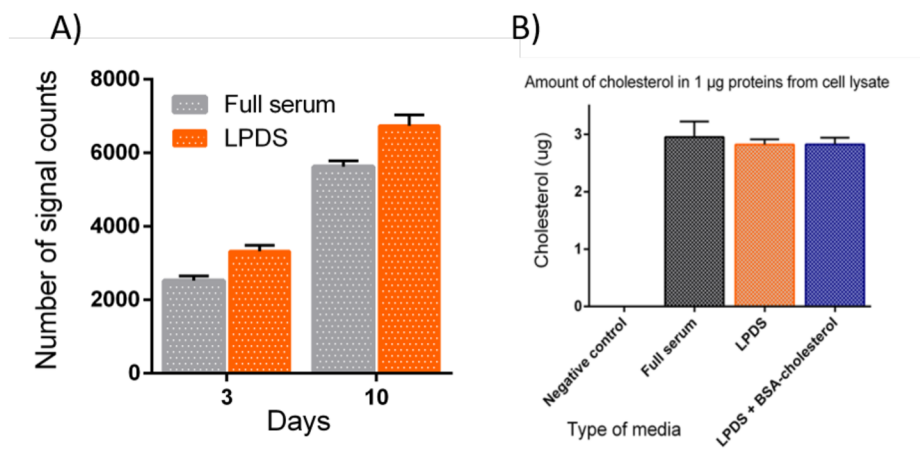 A)
Number of signal counts
8000
6000
4000
2000
0
Full serum
LPDS
3
10
Days
B)
Amount of cholesterol in 1 µg proteins from cell lysate
Cholesterol (ug)
3
2
1
0
Negative control
Full serum
LPDS
LPDS + BSA-cholesterol
Type of media